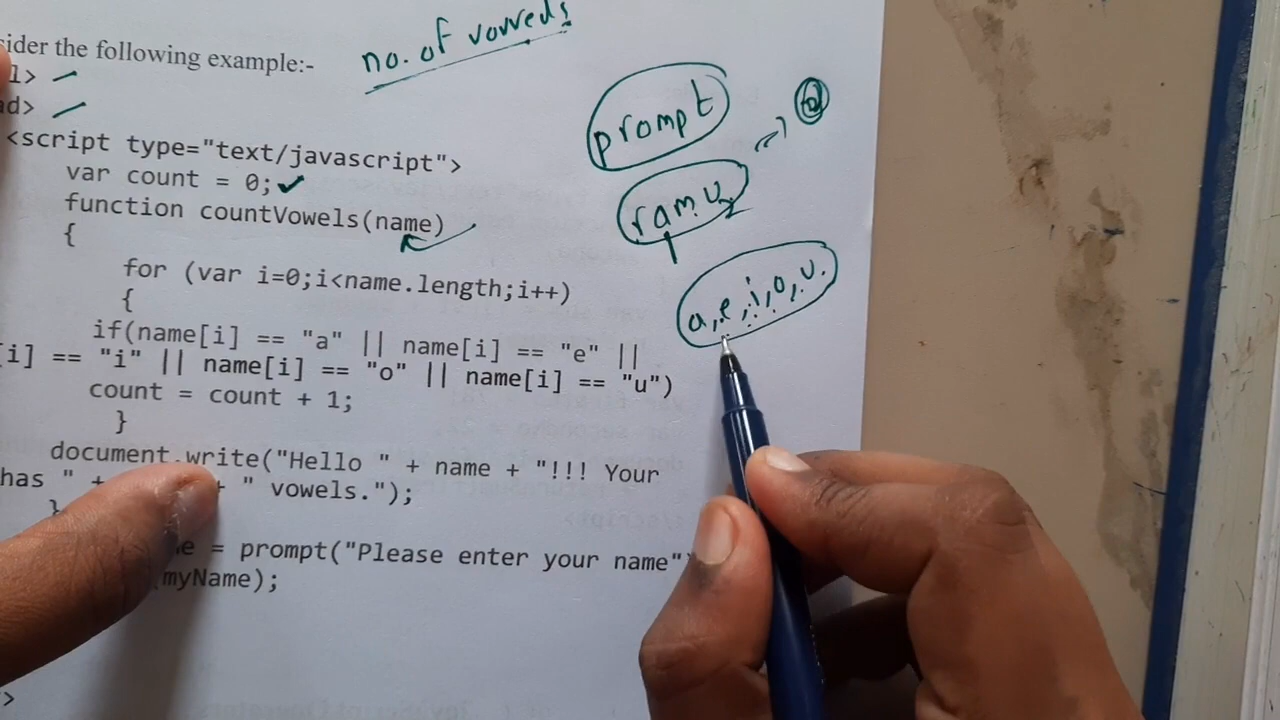 no. of vowels
sider the following example:-
l>
ad>
prompt
<script type="text/javascript">
var count = 0;
ramu
function countVowels(name)
{
a, e, i, o, u.
for (var i=0;i<name.length;i++)
{
if(name[i] == "a" || name[i] == "e" ||
[i] == "i" || name[i] == "o" || name[i] == "u")
count = count + 1;
}
document.write("Hello " + name + "!!! Your
has " + + " vowels.");
}
e = prompt("Please enter your name")
myName);
>